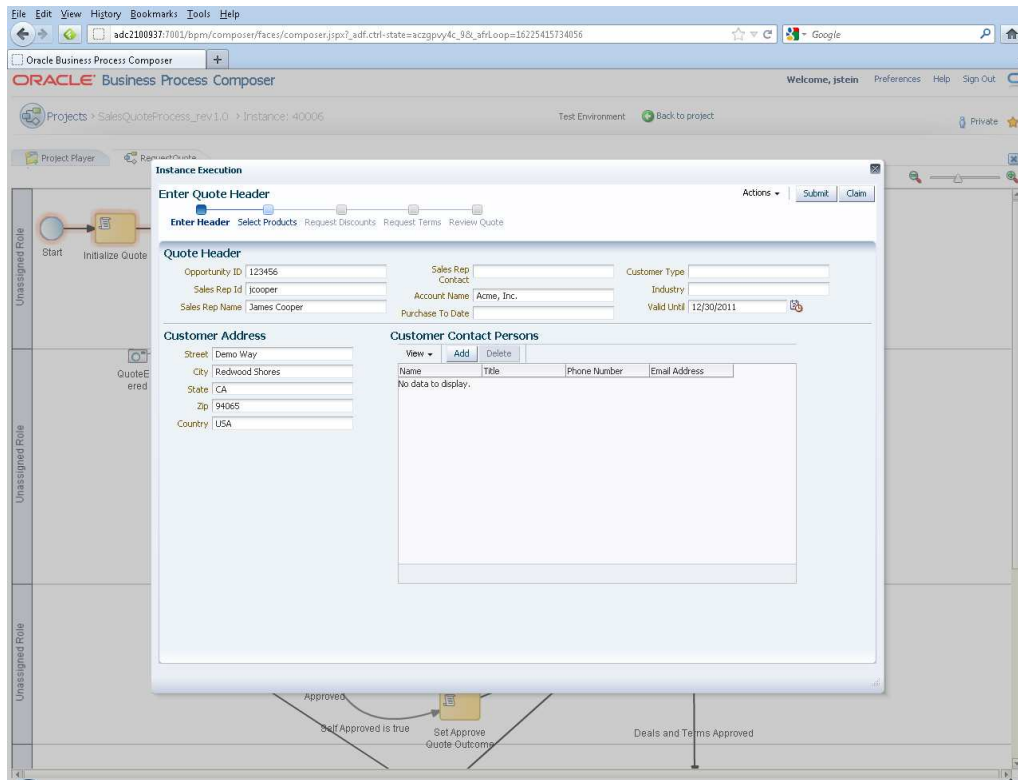 File Edit View History Bookmarks Tools Help
adc2100937:7001/bpm/composer/faces/composer.jspx?_adf.ctrl-state=aczgpvy4c_9&_afrLoop=16225415734056
Google
Oracle Business Process Composer +
ORACLE Business Process Composer
Welcome, jstein Preferences Help Sign Out
Projects > SalesQuoteProcess_rev1.0 > Instance: 40006
Test Environment Back to project
Private
Project Player RequestQuote
Instance Execution
Enter Quote Header
Actions Submit Claim
Enter Header Select Products Request Discounts Request Terms Review Quote
Unassigned Role
Start Initialize Quote
Quote Header
Opportunity ID 123456
Sales Rep Id jcooper
Sales Rep Name James Cooper
Sales Rep Contact
Account Name Acme, Inc.
Purchase To Date
Customer Type
Industry
Valid Until 12/30/2011
Customer Address
Street Demo Way
City Redwood Shores
State CA
Zip 94065
Country USA
Customer Contact Persons
View Add Delete
Name Title Phone Number Email Address
No data to display.
QuoteE
ered
Unassigned Role
Unassigned Role
Approved
Self Approved is true
Set Approve
Quote Outcome
Deals and Terms Approved